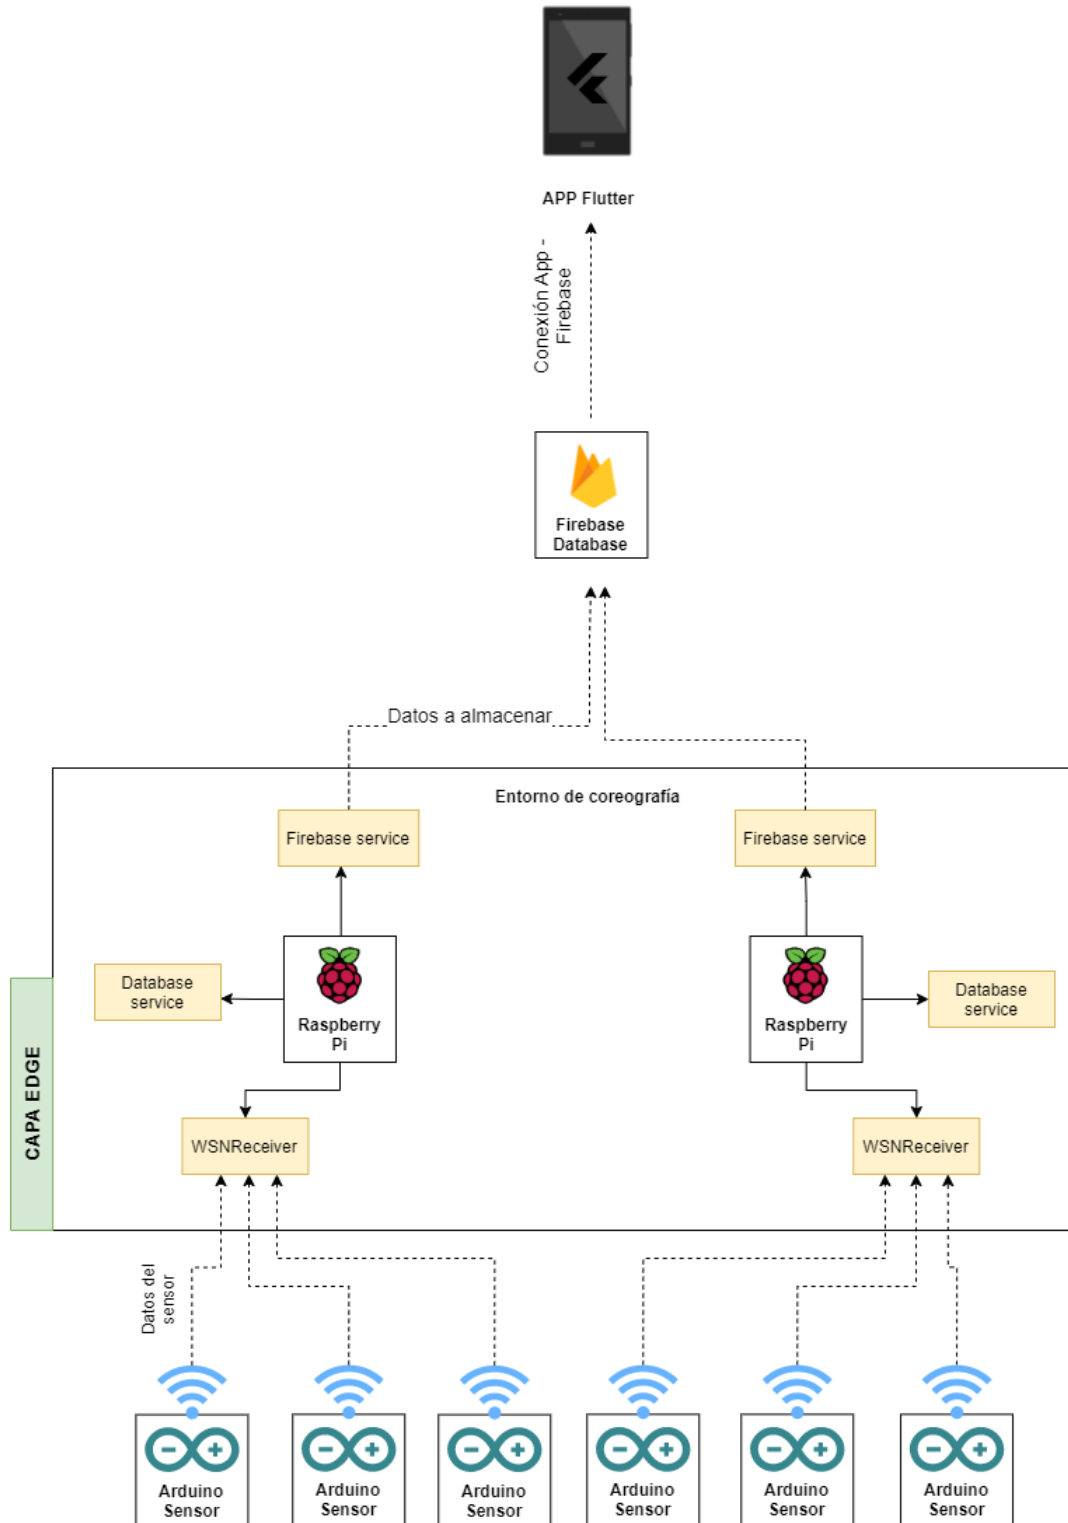 APP Flutter
Conexión App -
Firebase
Firebase
Database
Datos a almacenar
Entorno de coreografía
Firebase service
Firebase service
Database
service
Raspberry
Pi
Raspberry
Pi
Database
service
CAPA EDGE
WSNReceiver
WSNReceiver
Datos del
sensor
Arduino
Sensor
Arduino
Sensor
Arduino
Sensor
Arduino
Sensor
Arduino
Sensor
Arduino
Sensor